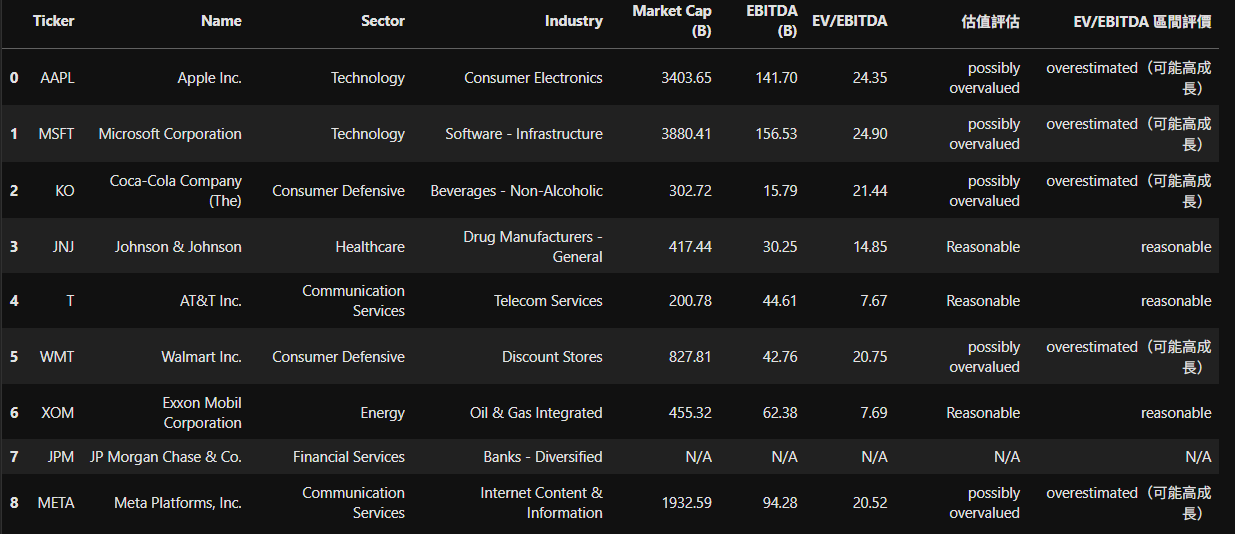 Ticker Name Sector Industry Market Cap (B) EBITDA (B) EV/EBITDA 估值評估 EV/EBITDA 區間評價
0 AAPL Apple Inc. Technology Consumer Electronics 3403.65 141.70 24.35 possibly overvalued overestimated（可能高成長）
1 MSFT Microsoft Corporation Technology Software - Infrastructure 3880.41 156.53 24.90 possibly overvalued overestimated（可能高成長）
2 KO Coca-Cola Company (The) Consumer Defensive Beverages - Non-Alcoholic 302.72 15.79 21.44 possibly overvalued overestimated（可能高成長）
3 JNJ Johnson & Johnson Healthcare Drug Manufacturers - General 417.44 30.25 14.85 Reasonable reasonable
4 T AT&T Inc. Communication Services Telecom Services 200.78 44.61 7.67 Reasonable reasonable
5 WMT Walmart Inc. Consumer Defensive Discount Stores 827.81 42.76 20.75 possibly overvalued overestimated（可能高成長）
6 XOM Exxon Mobil Corporation Energy Oil & Gas Integrated 455.32 62.38 7.69 Reasonable reasonable
7 JPM JP Morgan Chase & Co. Financial Services Banks - Diversified N/A N/A N/A N/A N/A
8 META Meta Platforms, Inc. Communication Services Internet Content & Information 1932.59 94.28 20.52 possibly overvalued overestimated（可能高成長）